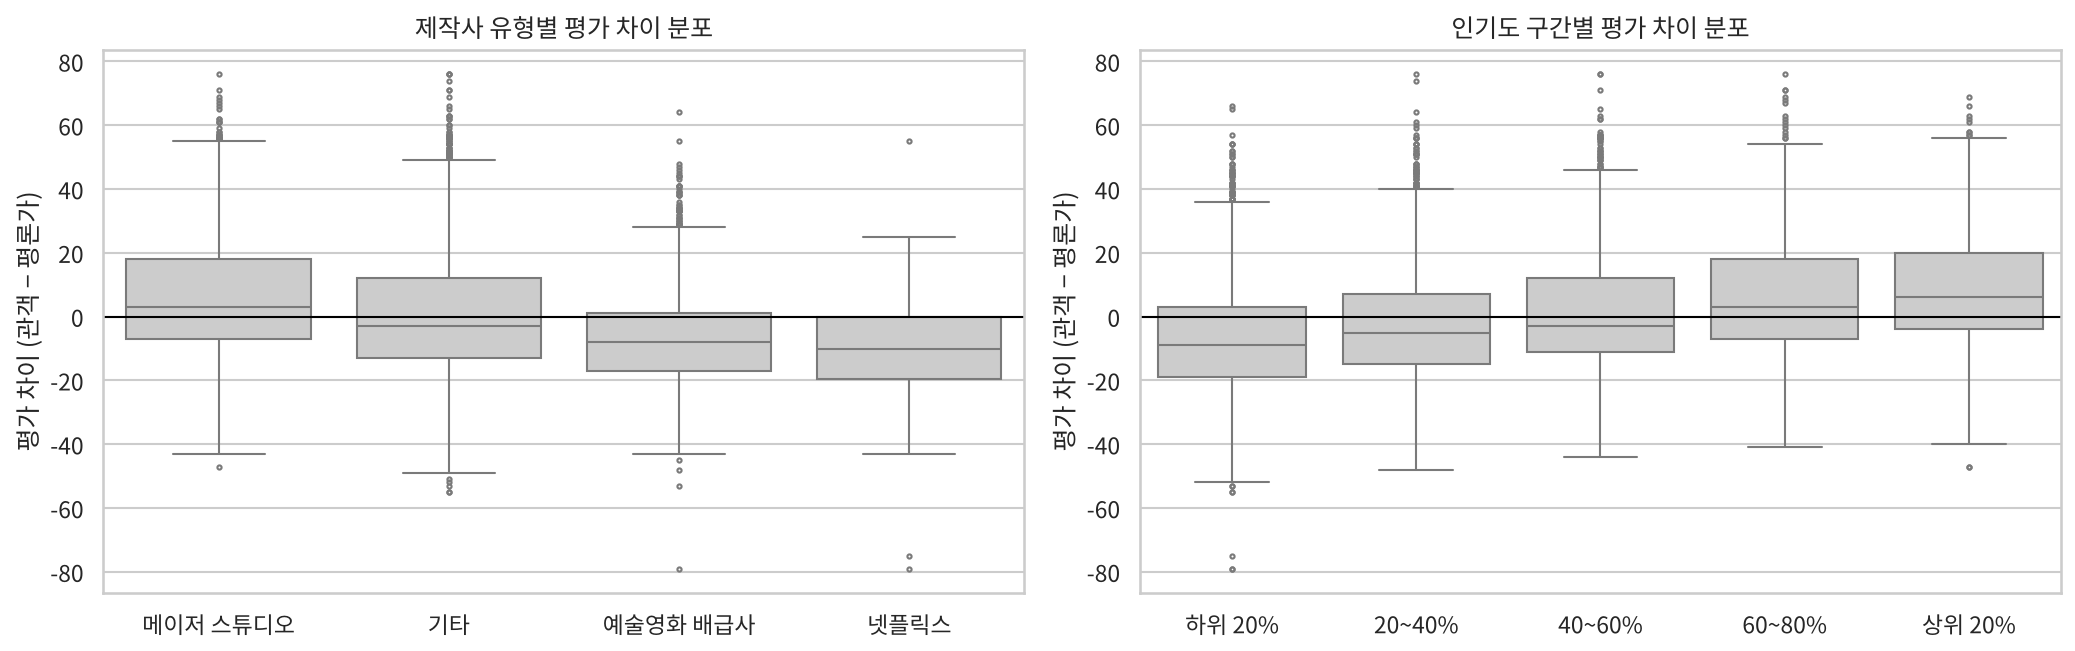 제작사 유형별 평가 차이 분포
평가 차이 (관객 – 평론가)
80
60
40
20
0
-20
-40
-60
-80
메이저 스튜디오
기타
예술영화 배급사
넷플릭스
인기도 구간별 평가 차이 분포
평가 차이 (관객 – 평론가)
80
60
40
20
0
-20
-40
-60
-80
하위 20%
20~40%
40~60%
60~80%
상위 20%